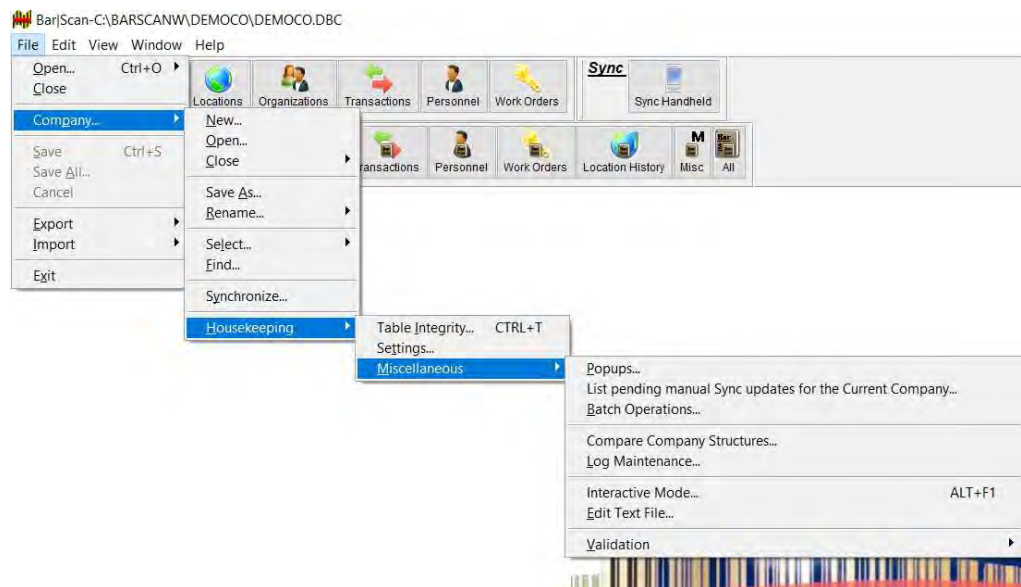 Bar|Scan-C:\BARSCANW\DEMOCO\DEMOCO.DBC
File Edit View Window Help
Open... Ctrl+O
Close
Company...
Save Ctrl+S
Save All...
Cancel
Export
Import
Exit
Locations Organizations Transactions Personnel Work Orders
Sync
Sync Handheld
ransactions Personnel Work Orders Location History M Misc All
New...
Open...
Close
Save As...
Rename...
Select...
Find...
Synchronize...
Housekeeping
Table Integrity... CTRL+T
Settings...
Miscellaneous
Popups...
List pending manual Sync updates for the Current Company...
Batch Operations...
Compare Company Structures...
Log Maintenance...
Interactive Mode... ALT+F1
Edit Text File...
Validation